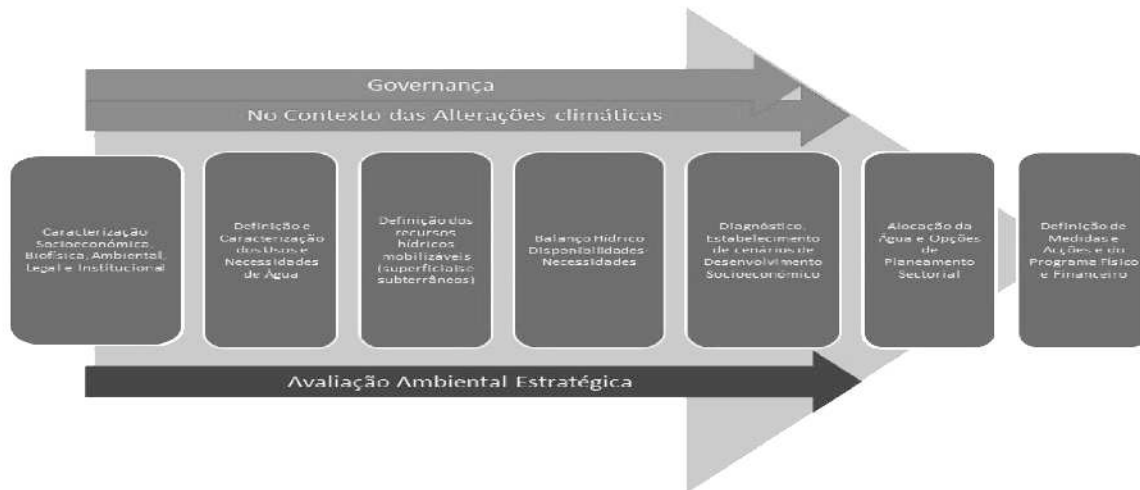 Governança
No Contexto das Alterações climáticas
Caracterização
Socioeconómica,
Biofísica, Ambiental,
Legal e Institucional
Definição e
Caracterização
dos Usos e
Necessidades
de Água
Definição dos
recursos
hídricos
mobilizáveis
(superficiais e
subterrâneos)
Balanço Hídrico
Disponibilidades
Necessidades
Diagnóstico,
Estabelecimento
de cenários de
Desenvolvimento
Socioeconómico
Alocação da
Água e Opções
de
Planeamento
Sectorial
Definição de
Medidas e
Acções e do
Programa Físico
e Financeiro
Avaliação Ambiental Estratégica